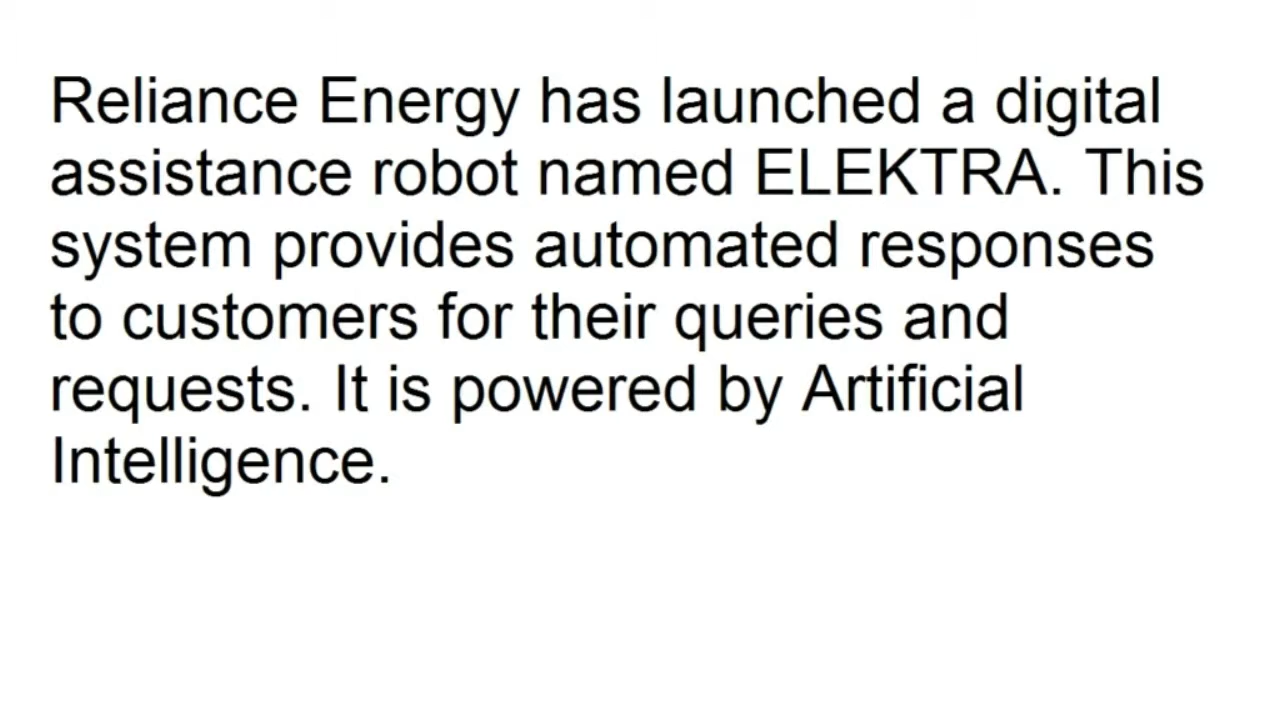 Reliance Energy has launched a digital
assistance robot named ELEKTRA. This
system provides automated responses
to customers for their queries and
requests. It is powered by Artificial
Intelligence.